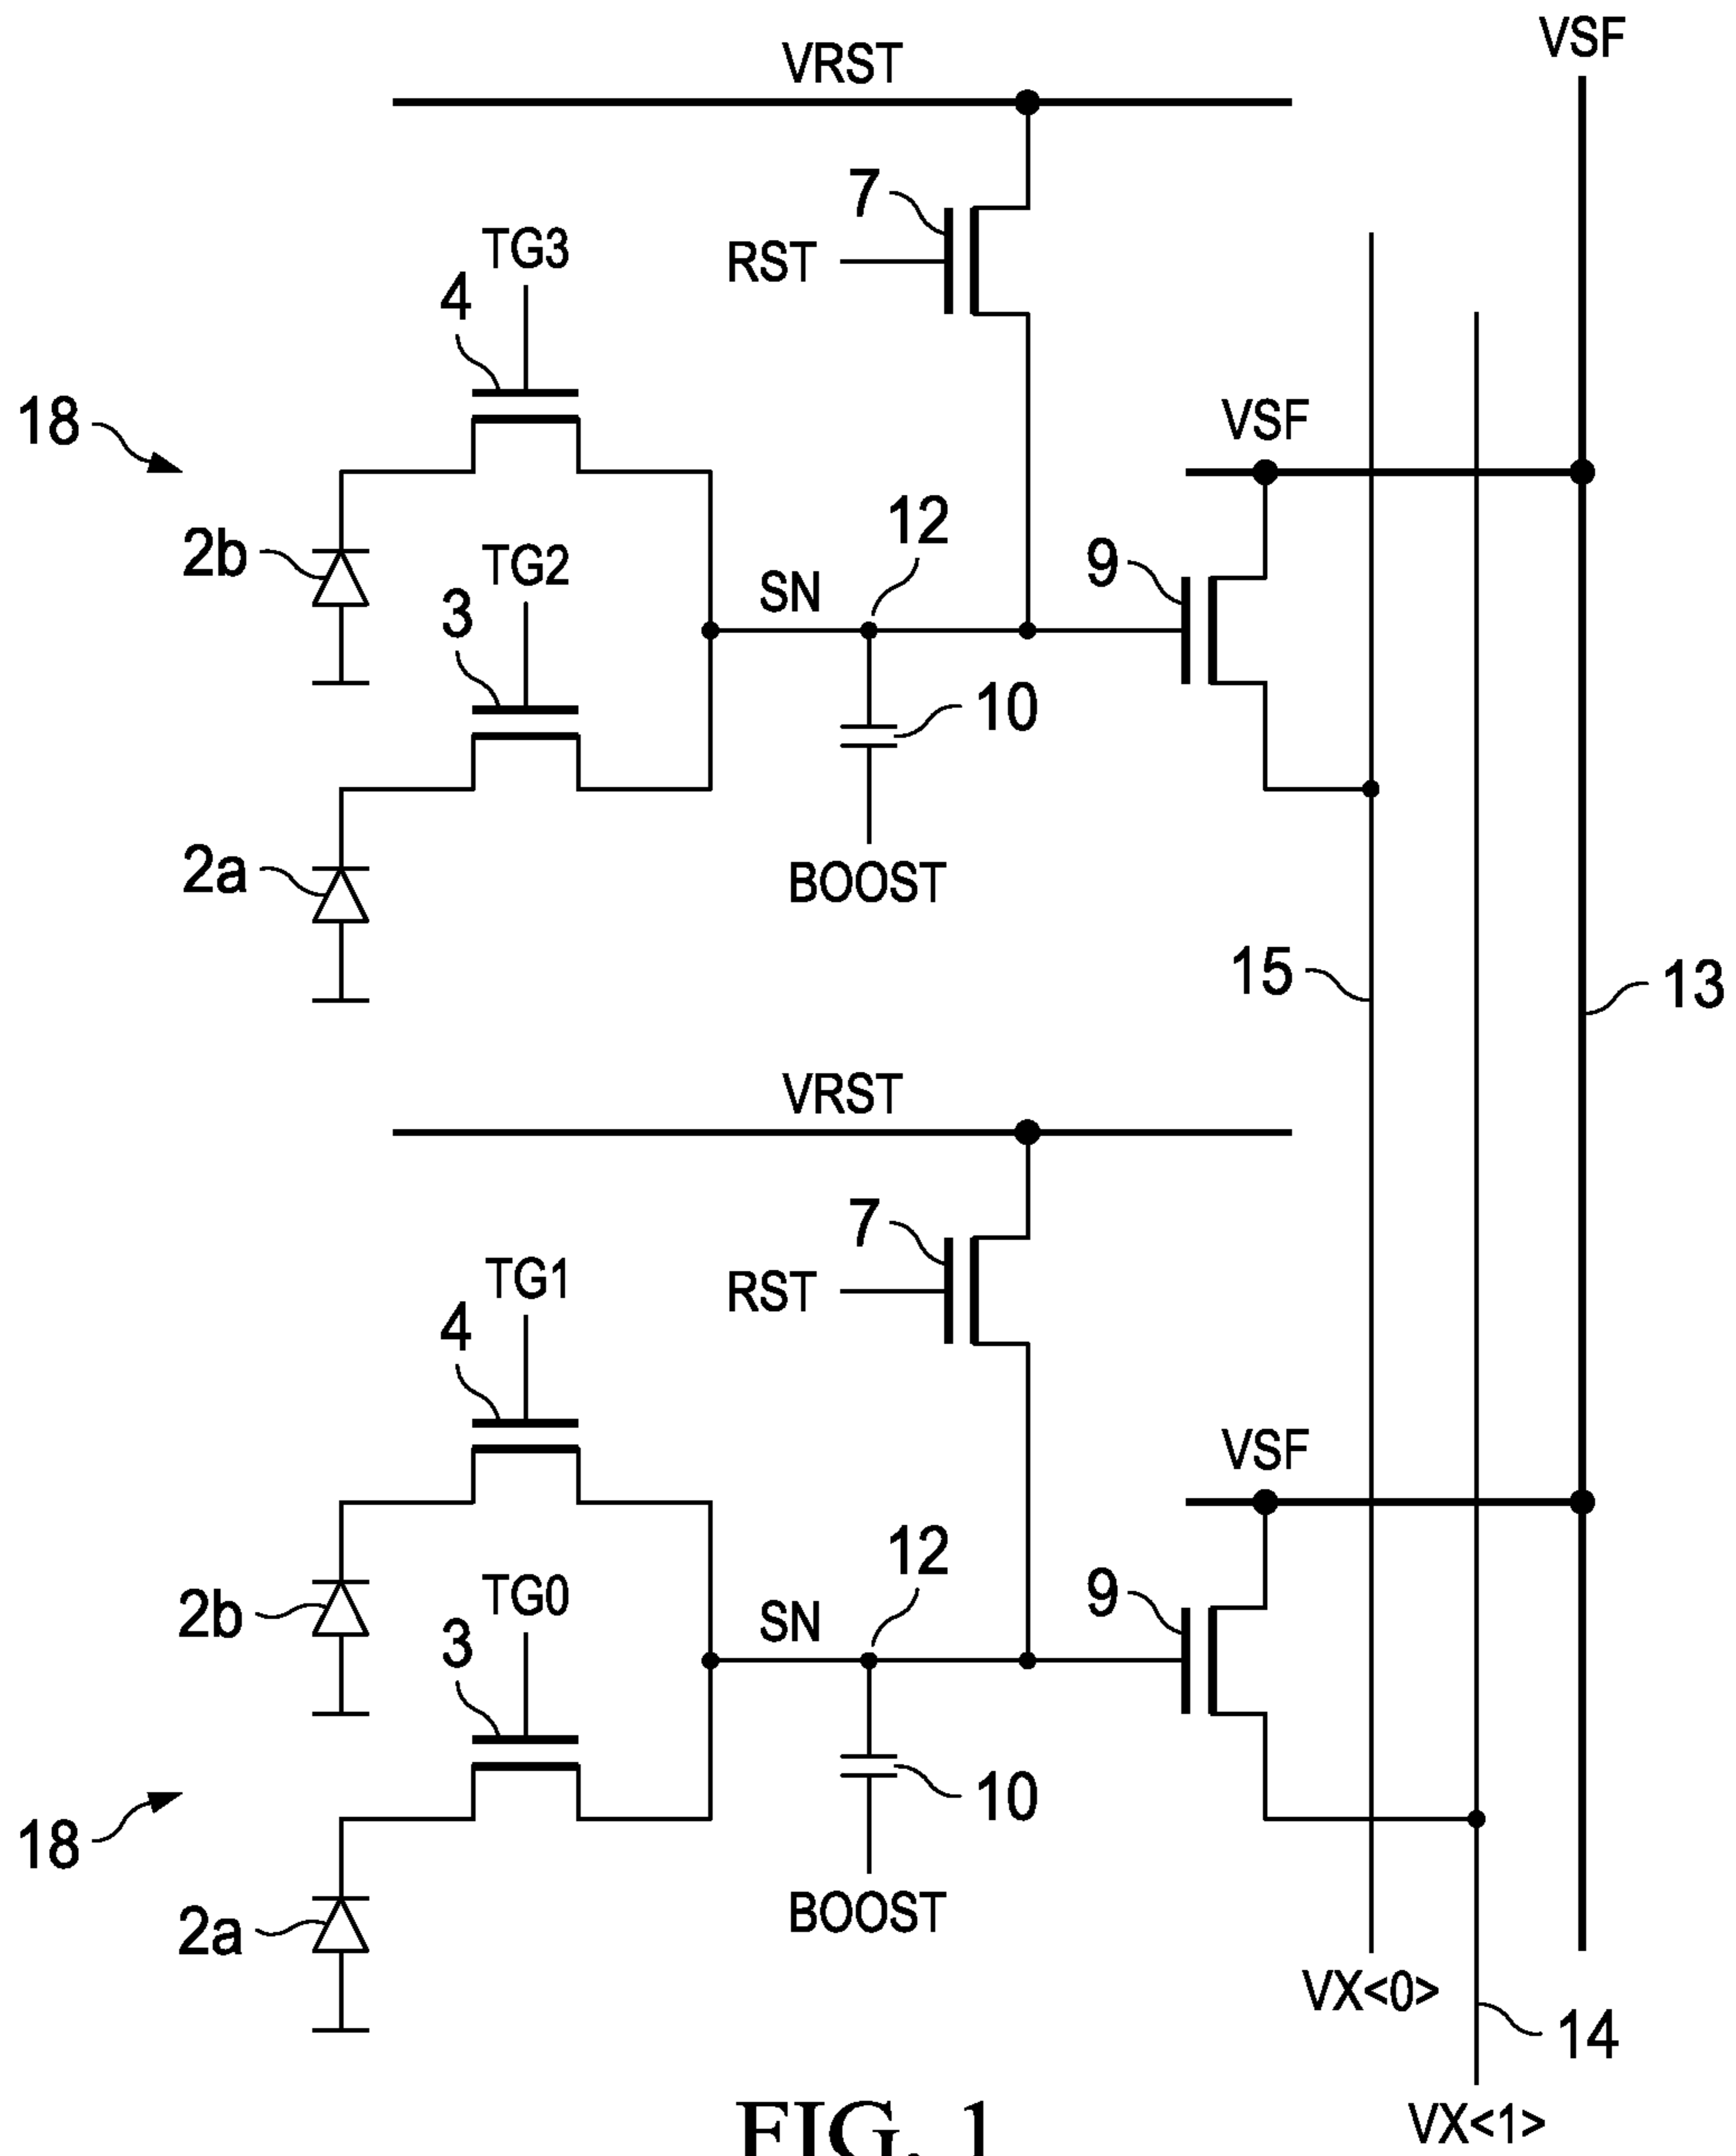 VSF
VRST
7
TG3
RST
4
18
VSF
12
2b
TG2
9
SN
3
10
2a
BOOST
15
13
VRST
7
TG1
RST
4
VSF
12
TG0
9
2b
SN
3
10
18
2a
BOOST
VX<0>
14
FIG. 1
VX<1>